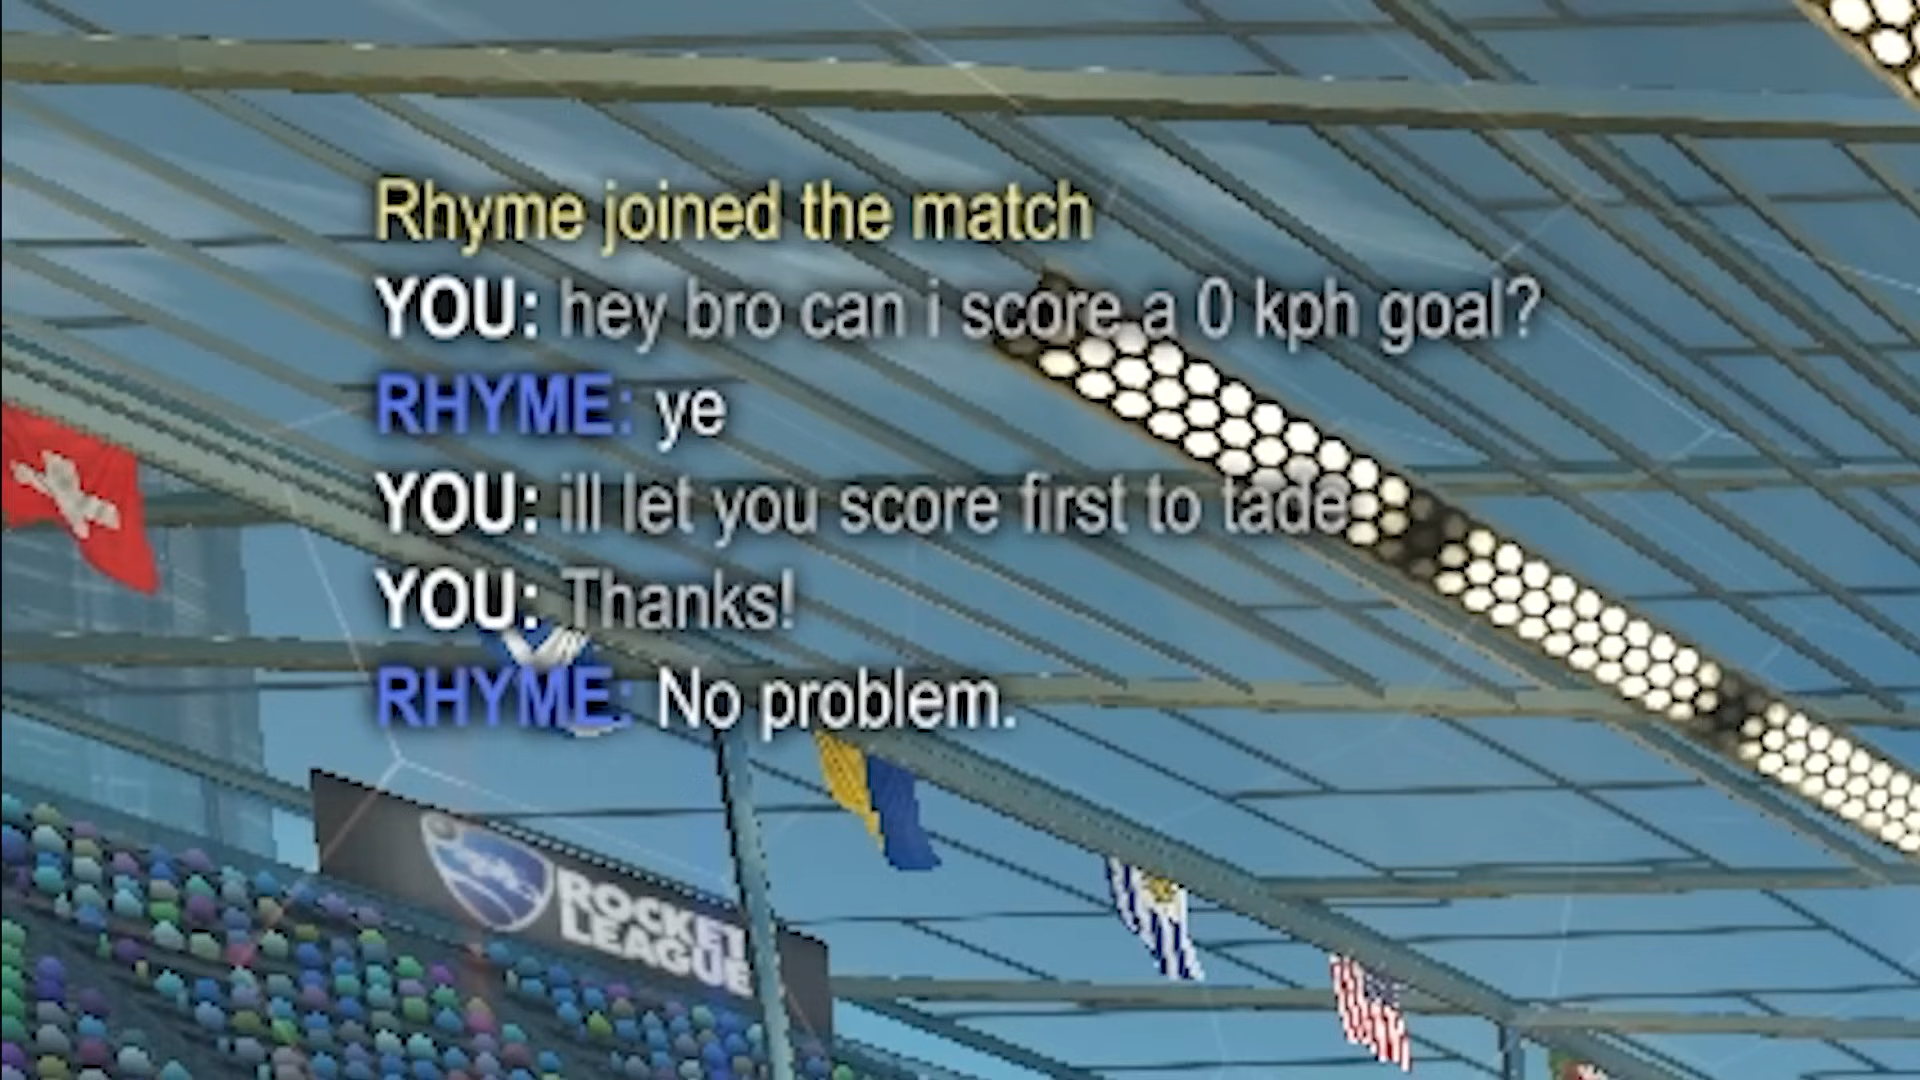 Rhyme joined the match
YOU: hey bro can i score a 0 kph goal?
RHYME: ye
YOU: ill let you score first to tade
YOU: Thanks!
RHYME: No problem.
ROCKET
LEAGUE